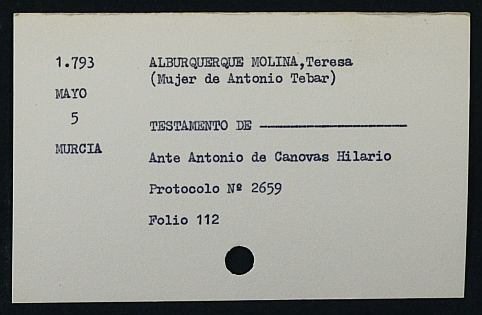 1.793
MAYO
5
MURCIA
ALBURQUERQUE MOLINA,Teresa
(Mujer de Antonio Tebar)
TESTAMENTO DE
Ante Antonio de Canovas Hilario
Protocolo Nº 2659
Folio 112